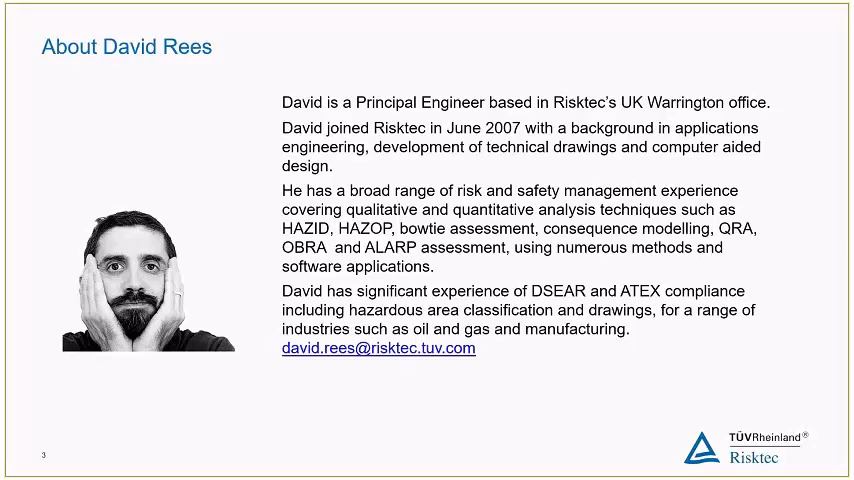 About David Rees
David is a Principal Engineer based in Risktec's UK Warrington office.
David joined Risktec in June 2007 with a background in applications
engineering, development of technical drawings and computer aided
design.
He has a broad range of risk and safety management experience
covering qualitative and quantitative analysis techniques such as
HAZID, HAZOP, bowtie assessment, consequence modelling, QRA,
OBRA and ALARP assessment, using numerous methods and
software applications.
David has significant experience of DSEAR and ATEX compliance
including hazardous area classification and drawings, for a range of
industries such as oil and gas and manufacturing.
david.rees@risktec.tuv.com
3
TÜVRheinland®
Risktec